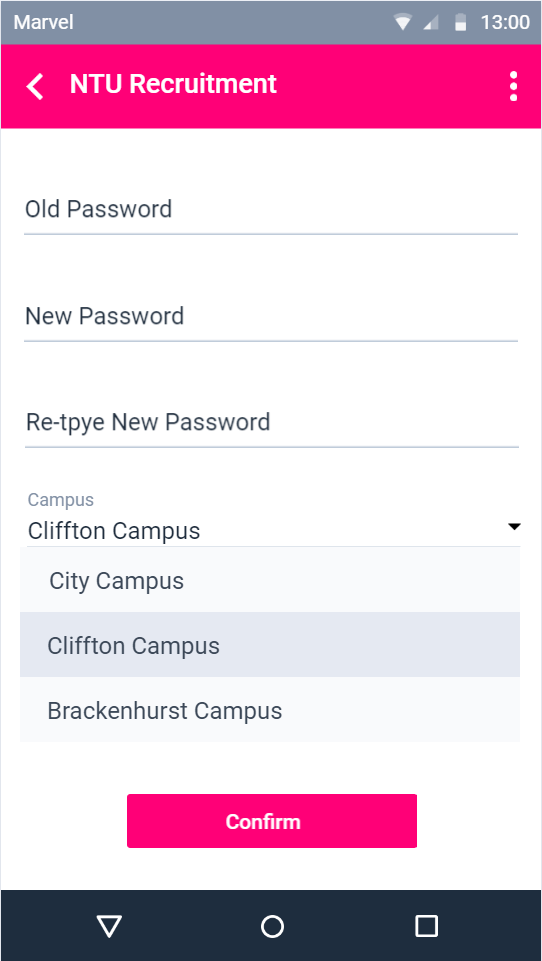 Marvel 13:00
NTU Recruitment
Old Password
New Password
Re-tpye New Password
Campus
Cliffton Campus
City Campus
Cliffton Campus
Brackenhurst Campus
Confirm